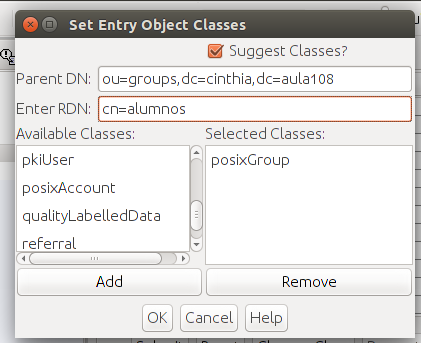 Set Entry Object Classes
Suggest Classes?
Parent DN: ou=groups,dc=cinthia,dc=aula108
Enter RDN: cn=alumnos
Available Classes: Selected Classes:
pkiUser posixGroup
posixAccount
qualityLabelledData
referral
Add Remove
OK Cancel Help